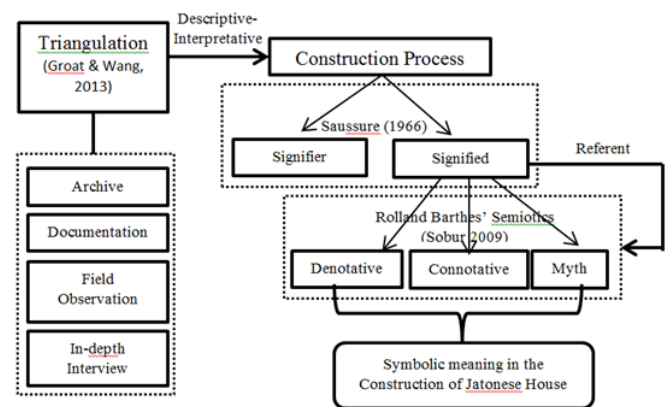 Descriptive-
Interpretative
Triangulation
(Groat & Wang,
2013)
Construction Process
Saussure (1966)
Signifier
Signified
Referent
Archive
Documentation
Field
Observation
In-depth
Interview
Rolland Barthes' Semiotics
(Sobur 2009)
Denotative
Connotative
Myth
Symbolic meaning in the
Construction of Jatonese House